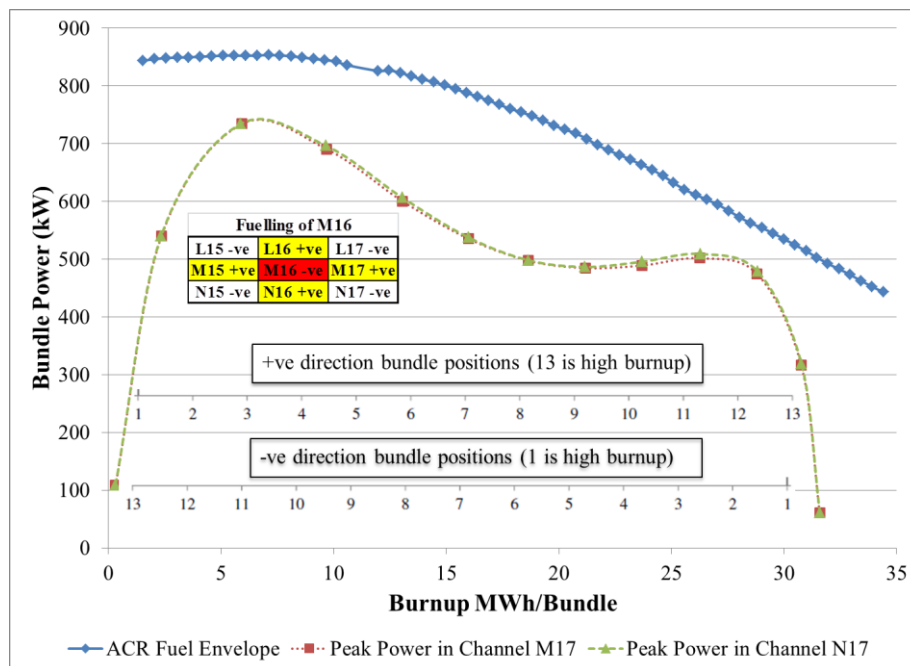 900
800
700
600
500
400
300
200
100
0
Bundle Power (kW)
Fuelling of M16
L15 -ve L16 +ve L17 -ve
M15 +ve M16 -ve M17 +ve
N15 -ve N16 +ve N17 -ve
+ve direction bundle positions (13 is high burnup)
1 2 3 4 5 6 7 8 9 10 11 12 13
-ve direction bundle positions (1 is high burnup)
13 12 11 10 9 8 7 6 5 4 3 2 1
0 5 10 15 20 25 30 35
Burnup MWh/Bundle
ACR Fuel Envelope Peak Power in Channel M17 Peak Power in Channel N17